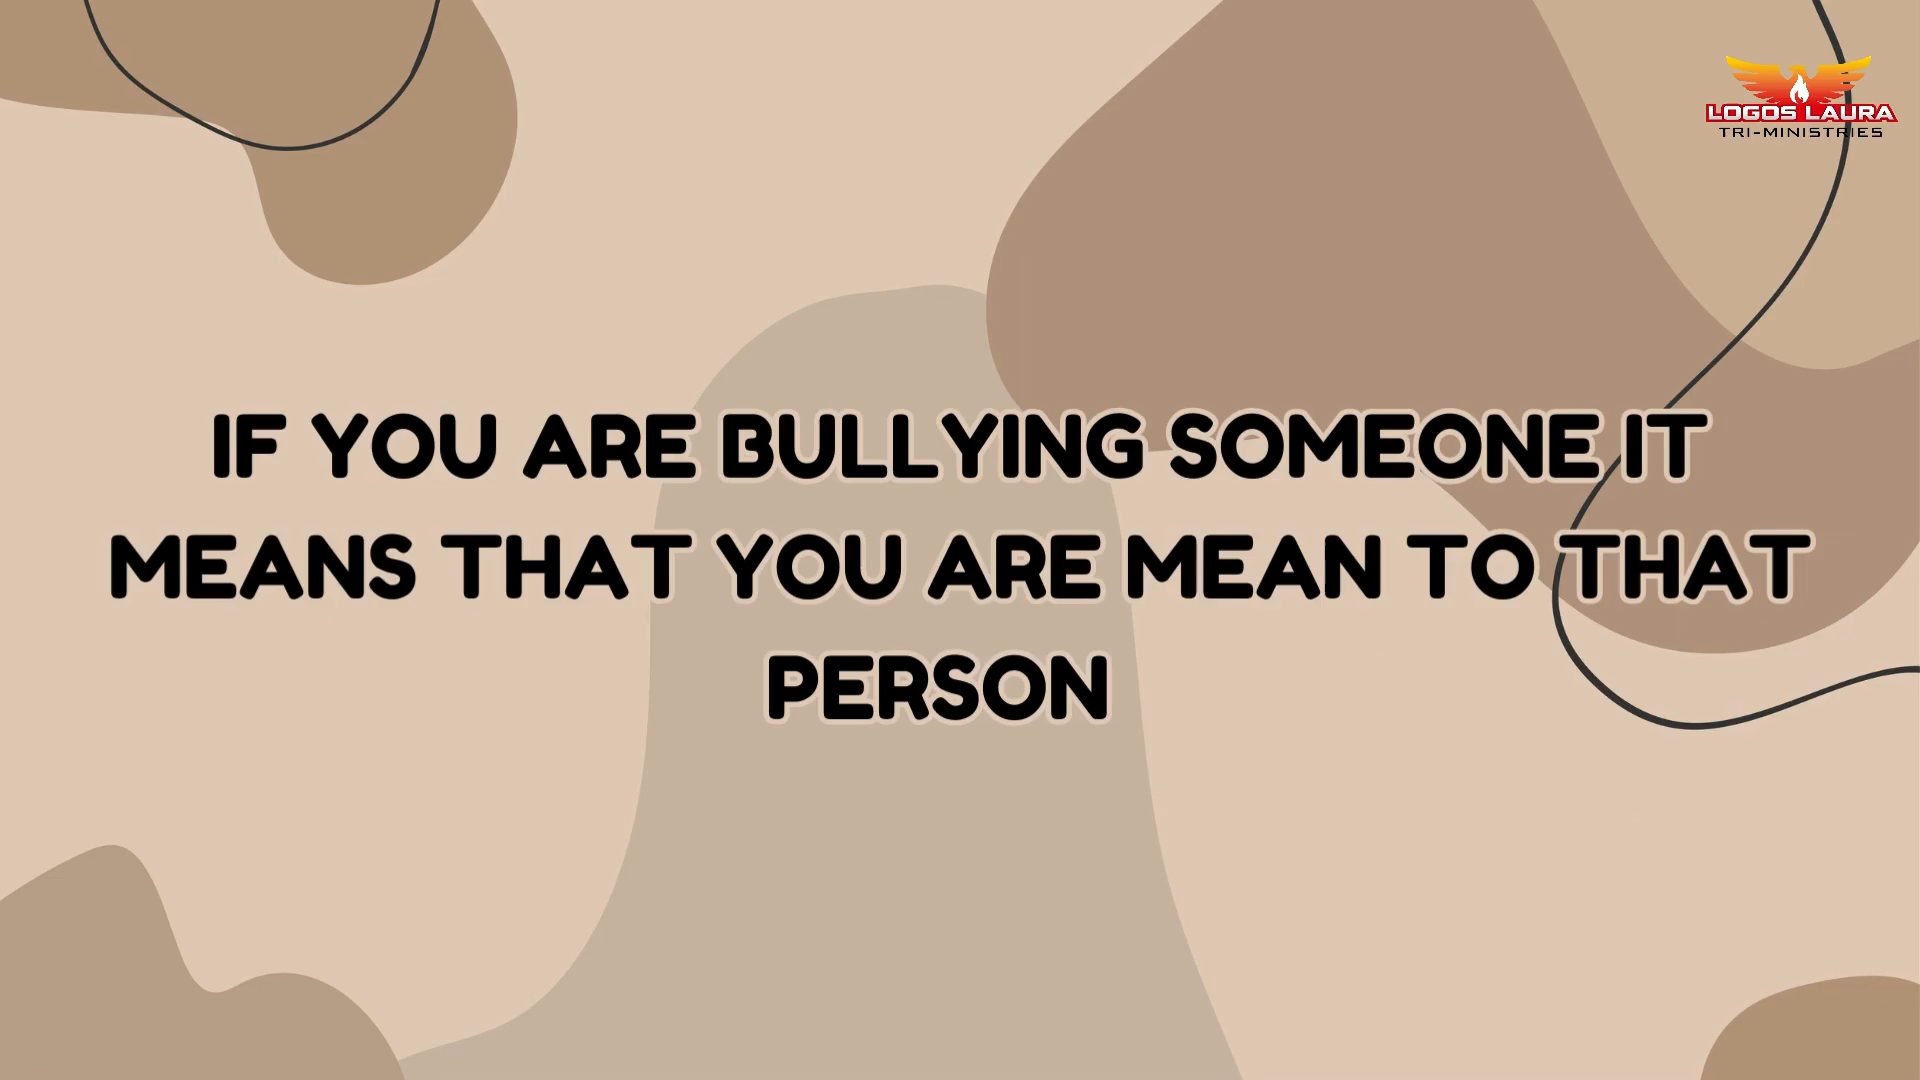 LOGOS LAURA
TRI-MINISTRIES
IF YOU ARE BULLYING SOMEONE IT
MEANS THAT YOU ARE MEAN TO THAT
PERSON